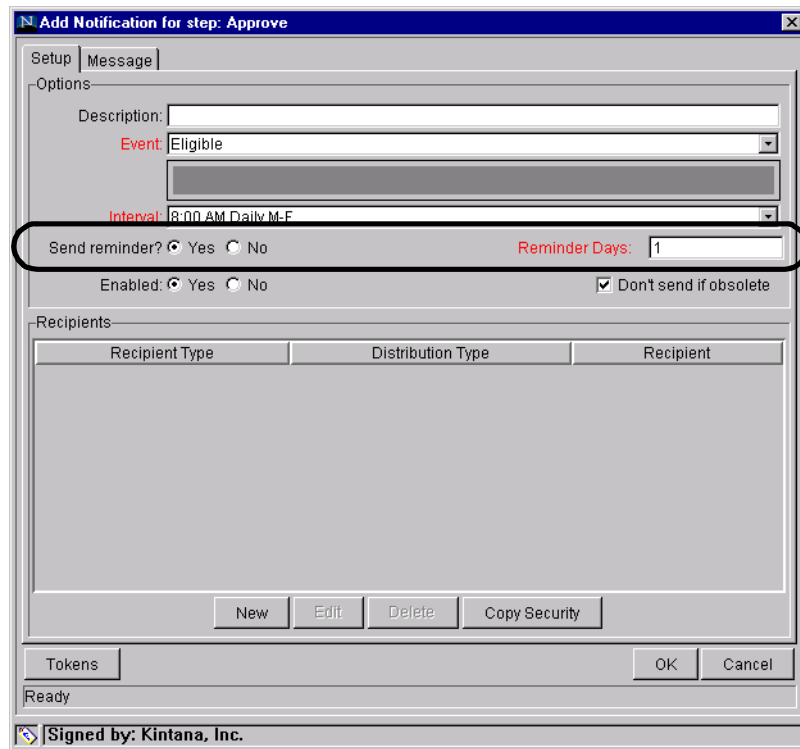 Add Notification for step: Approve
Setup Message
Options
Description:
Event: Eligible
Interval: 8:00 AM Daily M-F
Send reminder? Yes No Reminder Days: 1
Enabled: Yes No Don't send if obsolete
Recipients
Recipient Type Distribution Type Recipient
New Edit Delete Copy Security
Tokens OK Cancel
Ready
Signed by: Kintana, Inc.